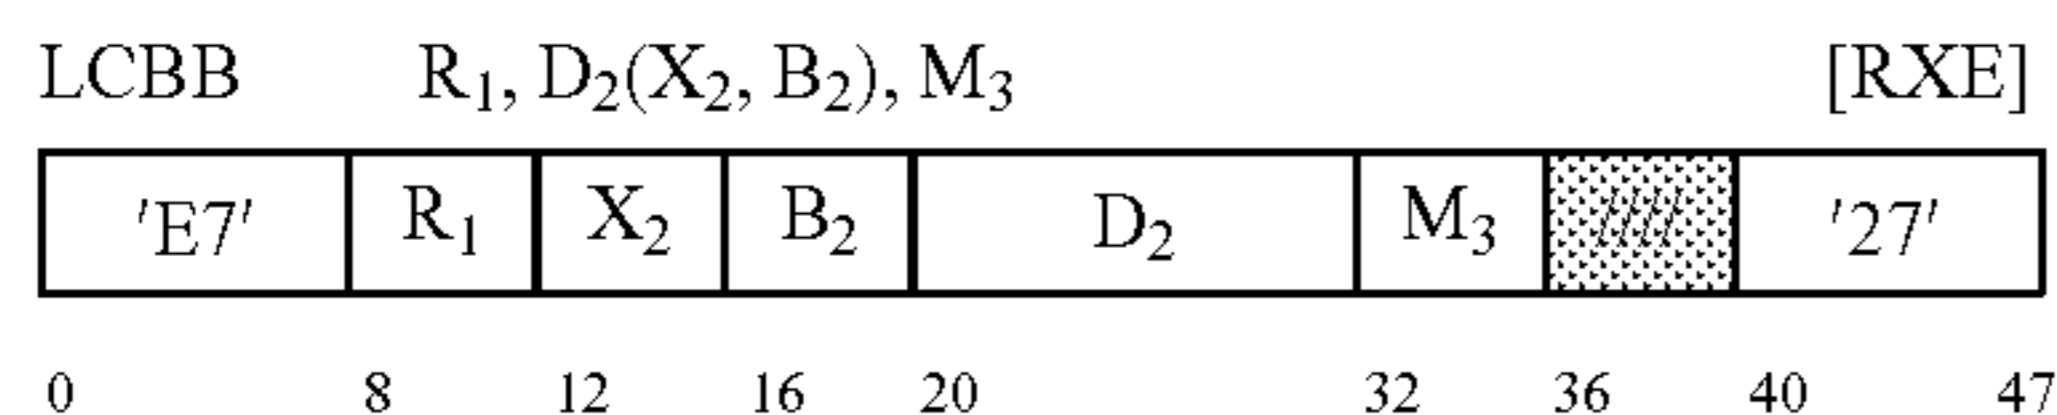 LCBB R₁, D₂(X₂, B₂), M₃ [RXE]
'E7' R₁ X₂ B₂ D₂ M₃ //// '27'
0 8 12 16 20 32 36 40 47